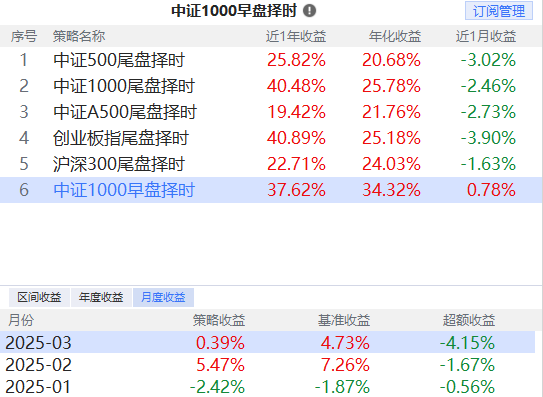 中证1000早盘择时 订阅管理
序号 策略名称 近1年收益 年化收益 近1月收益
1 中证500尾盘择时 25.82% 20.68% -3.02%
2 中证1000尾盘择时 40.48% 25.78% -2.46%
3 中证A500尾盘择时 19.42% 21.76% -2.73%
4 创业板指尾盘择时 40.89% 25.18% -3.90%
5 沪深300尾盘择时 22.71% 24.03% -1.63%
6 中证1000早盘择时 37.62% 34.32% 0.78%
区间收益 年度收益 月度收益
月份 策略收益 基准收益 超额收益
2025-03 0.39% 4.73% -4.15%
2025-02 5.47% 7.26% -1.67%
2025-01 -2.42% -1.87% -0.56%